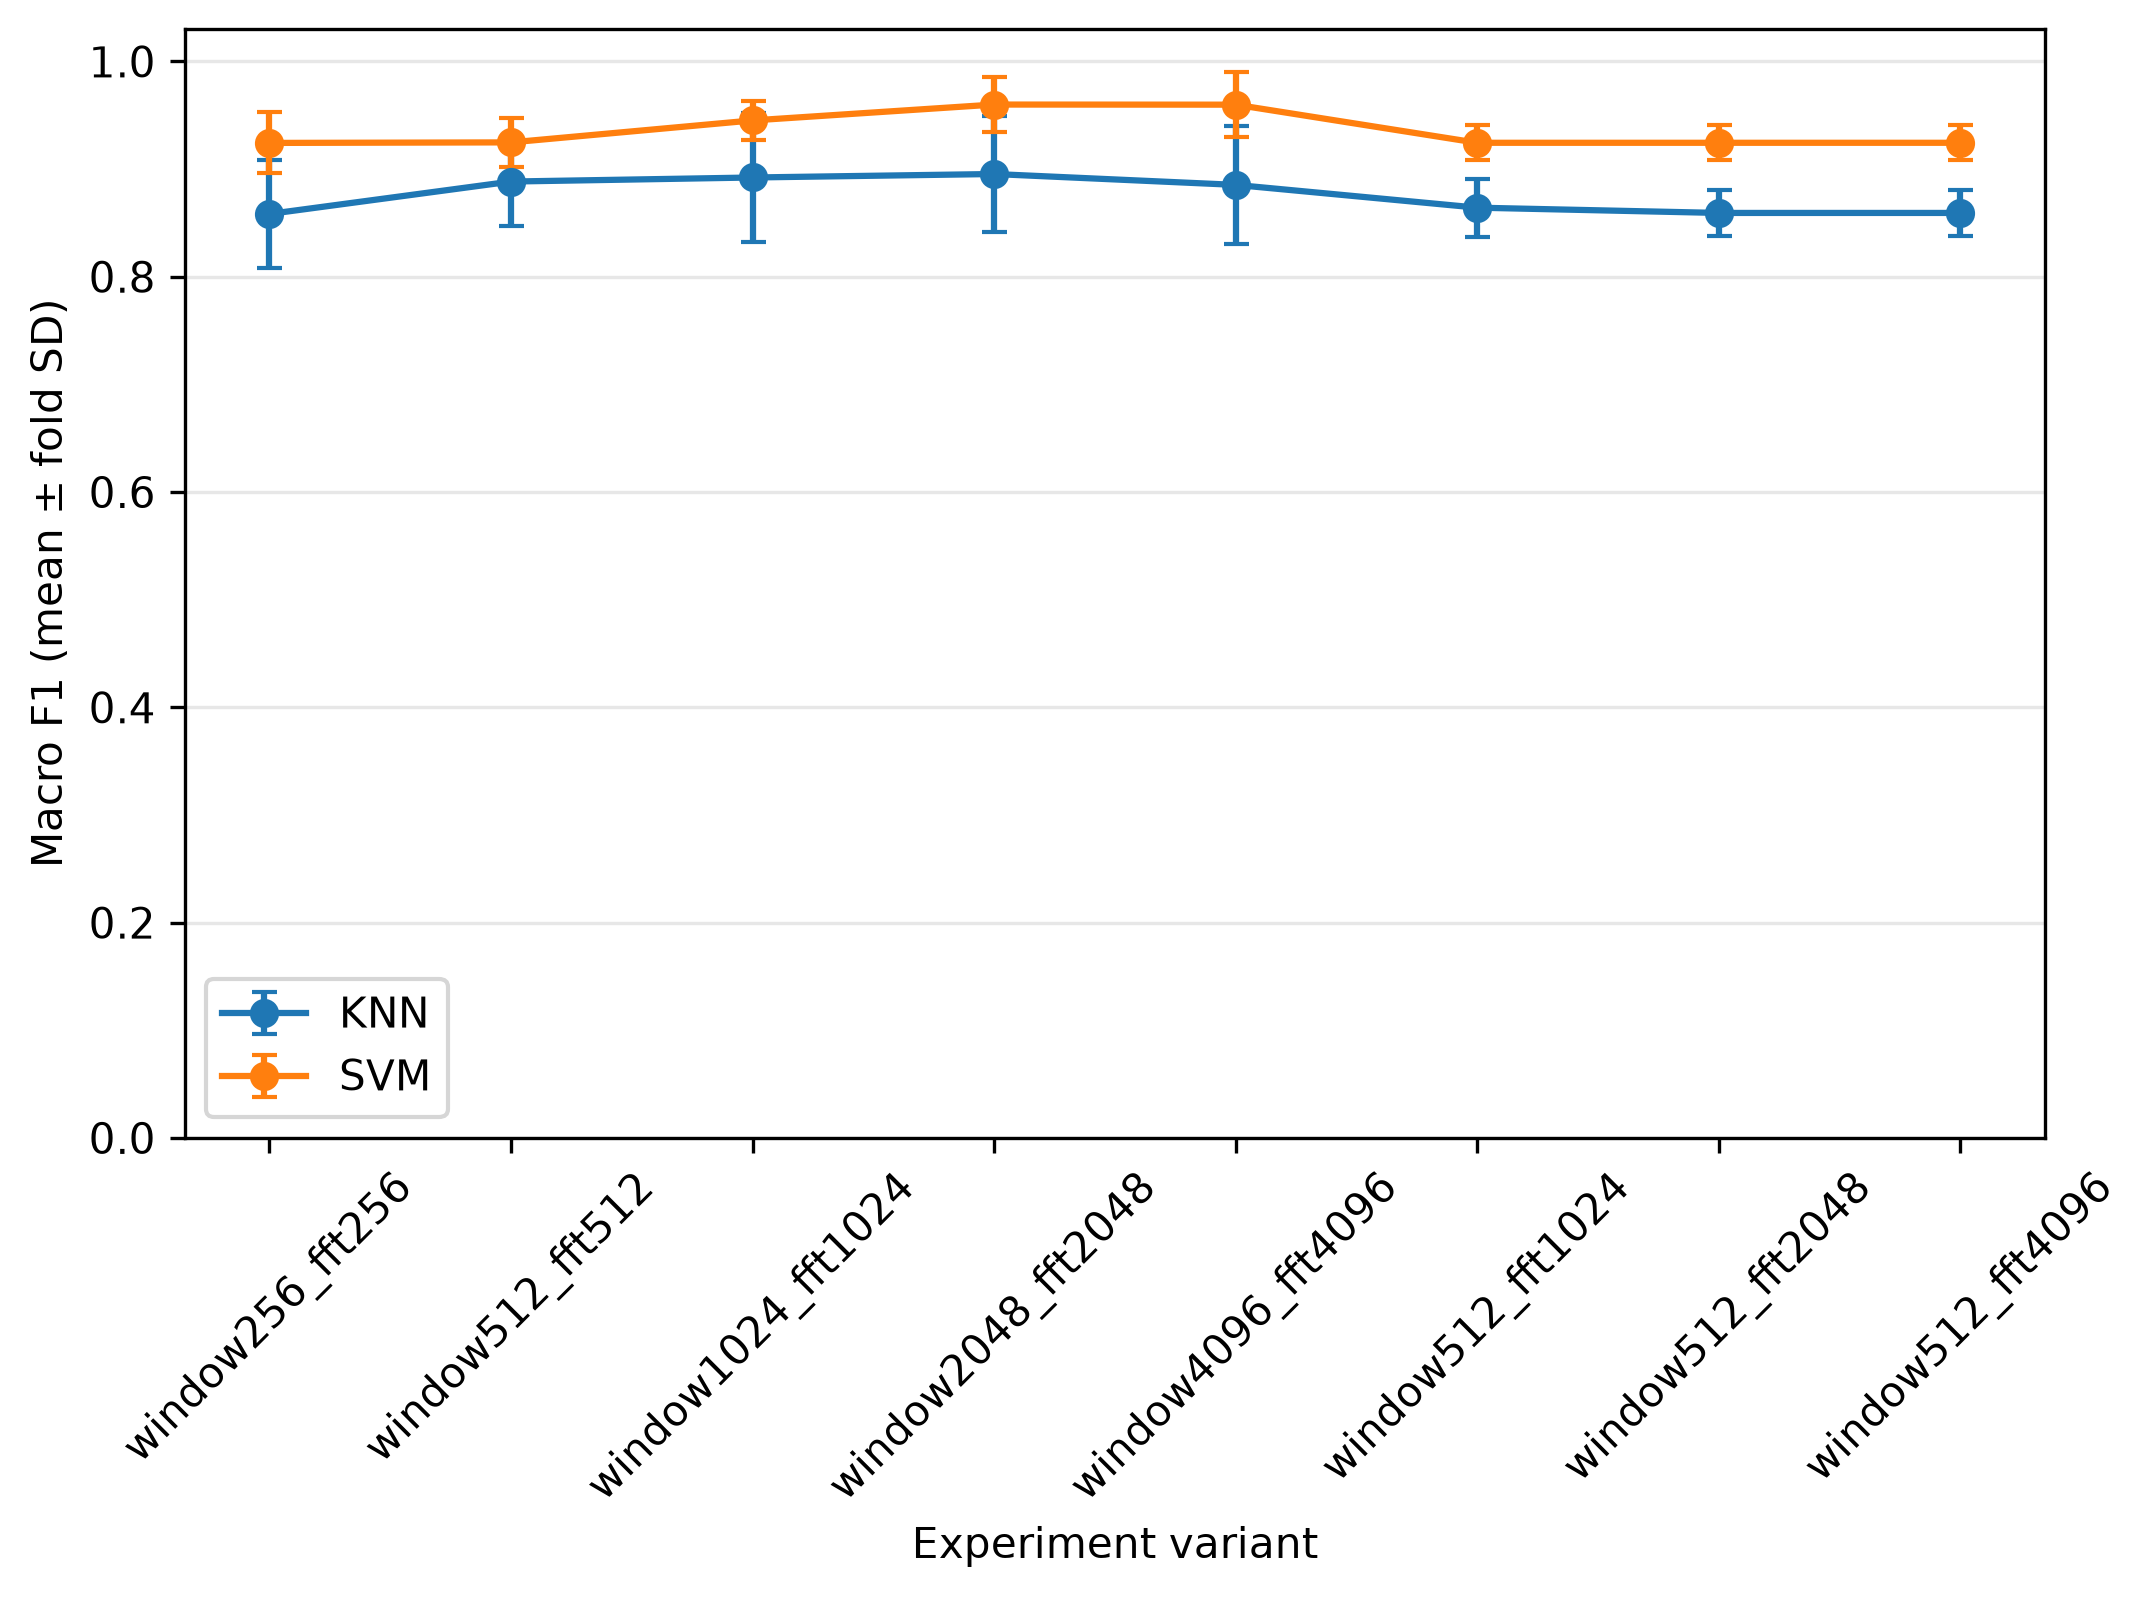 Macro F1 (mean ± fold SD)
1.0
0.8
0.6
0.4
0.2
0.0
KNN
SVM
window256_fft256
window512_fft512
window1024_fft1024
window2048_fft2048
window4096_fft4096
window512_fft1024
window512_fft2048
window512_fft4096
Experiment variant